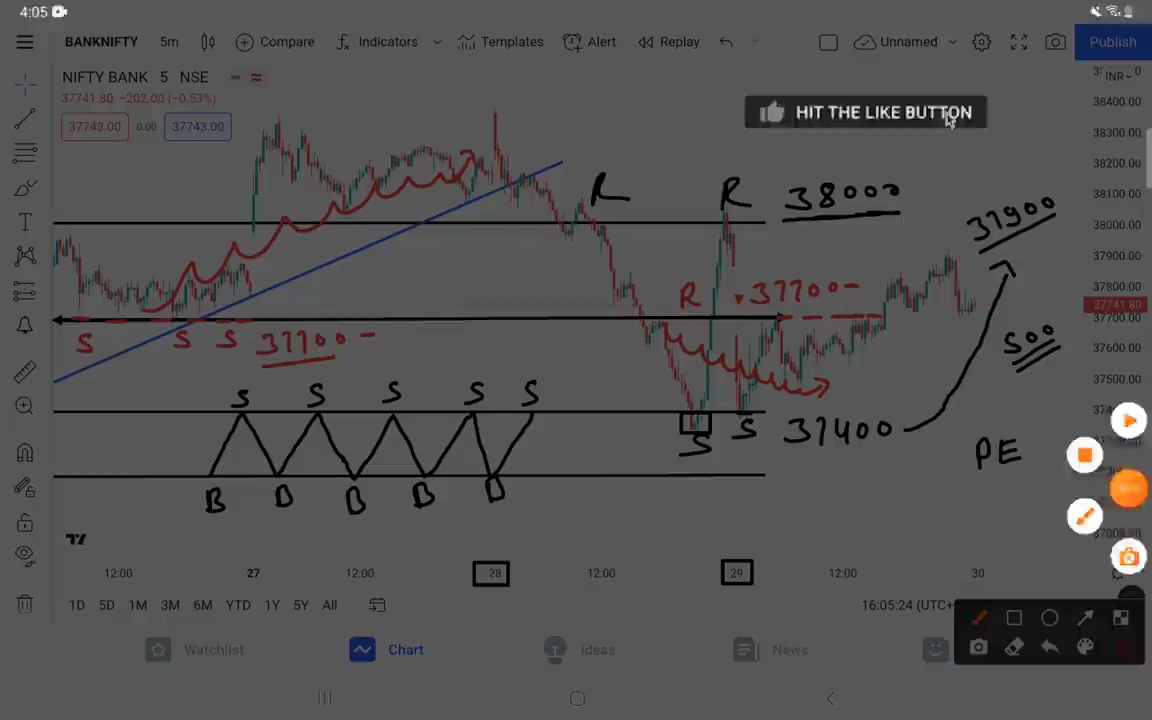 4:05
BANKNIFTY 5m Compare Indicators Templates Alert Replay Unnamed Publish
NIFTY BANK 5 NSE
INR
37741.80 -202.00 (-0.53%)
37743.00 0.00 37743.00
HIT THE LIKE BUTTON
38400.00
38300.00
38200.00
38100.00
38000.00
37900.00
37800.00
37741.80
37700.00
37600.00
37500.00
R R 38000
37900
R 37700-
S S S 37700-
500
S S S S S
S S 37400
PE
B B B B B
12:00 27 12:00 28 12:00 29 12:00 30
1D 5D 1M 3M 6M YTD 1Y 5Y All
16:05:24 (UTC+
Watchlist Chart Ideas News